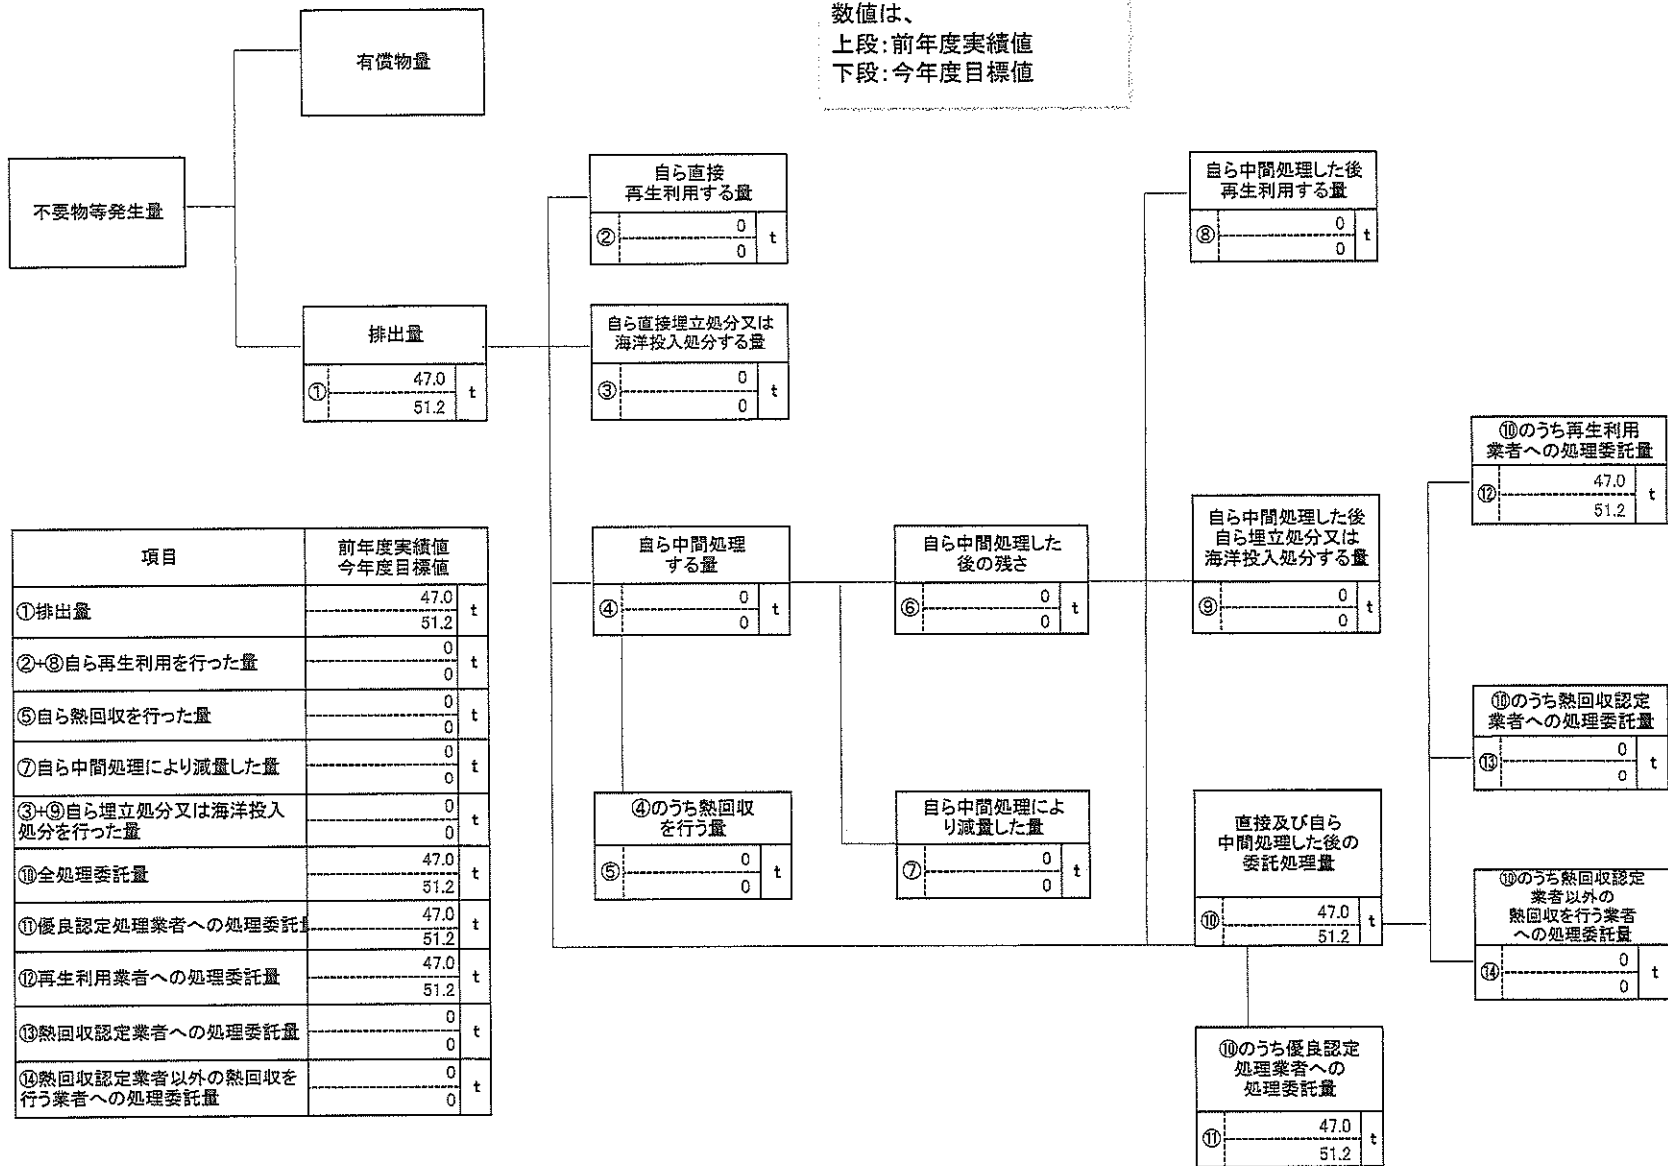 数値は、
上段:前年度実績値
下段:今年度目標値
有償物量
不要物等発生量
排出量
① 47.0 t
51.2
自ら直接
再生利用する量
② 0 t
0
自ら直接埋立処分又は
海洋投入処分する量
③ 0 t
0
自ら中間処理
する量
④ 0 t
0
④のうち熱回収
を行う量
⑤ 0 t
0
自ら中間処理した
後の残さ
⑥ 0 t
0
自ら中間処理によ
り減量した量
⑦ 0 t
0
自ら中間処理した後
再生利用する量
⑧ 0 t
0
自ら中間処理した後
自ら埋立処分又は
海洋投入処分する量
⑨ 0 t
0
直接及び自ら
中間処理した後の
委託処理量
⑩ 47.0 t
51.2
⑩のうち優良認定
処理業者への
処理委託量
⑪ 47.0 t
51.2
⑩のうち再生利用
業者への処理委託量
⑫ 47.0 t
51.2
⑩のうち熱回収認定
業者への処理委託量
⑬ 0 t
0
⑩のうち熱回収認定
業者以外の
熱回収を行う業者
への処理委託量
⑭ 0 t
0
項目 前年度実績値
今年度目標値
①排出量 47.0 t
51.2
②+⑧自ら再生利用を行った量 0 t
0
⑤自ら熱回収を行った量 0 t
0
⑦自ら中間処理により減量した量 0 t
0
③+⑨自ら埋立処分又は海洋投入
処分を行った量 0 t
0
⑩全処理委託量 47.0 t
51.2
⑪優良認定処理業者への処理委託量 47.0 t
51.2
⑫再生利用業者への処理委託量 47.0 t
51.2
⑬熱回収認定業者への処理委託量 0 t
0
⑭熱回収認定業者以外の熱回収を
行う業者への処理委託量 0 t
0